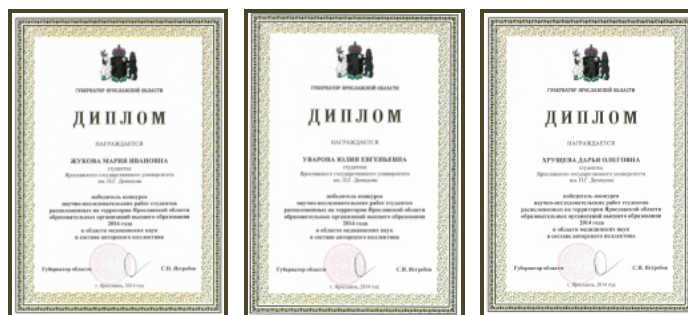 ГУБЕРНАТОР ЯРОСЛАВСКОЙ ОБЛАСТИ
ДИПЛОМ
НАГРАЖДАЕТСЯ
ЖУКОВА МАРИЯ ИВАНОВНА
студентка
Ярославского государственного университета
им. П.Г. Демидова
победитель конкурса
научно-исследовательских работ студентов
расположенных на территории Ярославской области
образовательных организаций высшего образования
2014 года
в области медицинских наук
в составе авторского коллектива
Губернатор области С.Н. Ястребов
г. Ярославль, 2014 год
ГУБЕРНАТОР ЯРОСЛАВСКОЙ ОБЛАСТИ
ДИПЛОМ
НАГРАЖДАЕТСЯ
УВАРОВА ЮЛИЯ ЕВГЕНЬЕВНА
студентка
Ярославского государственного университета
им. П.Г. Демидова
победитель конкурса
научно-исследовательских работ студентов
расположенных на территории Ярославской области
образовательных организаций высшего образования
2014 года
в области медицинских наук
в составе авторского коллектива
Губернатор области С.Н. Ястребов
г. Ярославль, 2014 год
ГУБЕРНАТОР ЯРОСЛАВСКОЙ ОБЛАСТИ
ДИПЛОМ
НАГРАЖДАЕТСЯ
ХРУЩЕВА ДАРЬЯ ОЛЕГОВНА
студентка
Ярославского государственного университета
им. П.Г. Демидова
победитель конкурса
научно-исследовательских работ студентов
расположенных на территории Ярославской области
образовательных организаций высшего образования
2014 года
в области медицинских наук
в составе авторского коллектива
Губернатор области С.Н. Ястребов
г. Ярославль, 2014 год